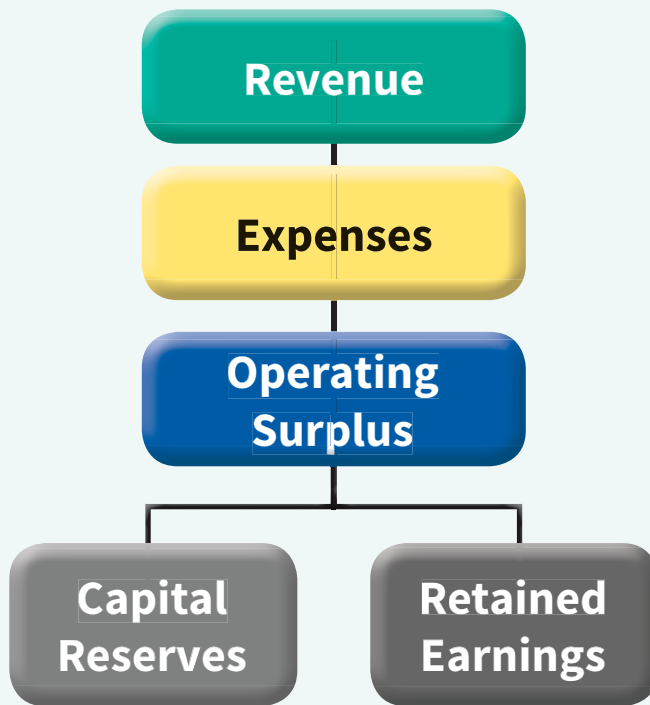 Revenue
Expenses
Operating
Surplus
Capital
Reserves
Retained
Earnings